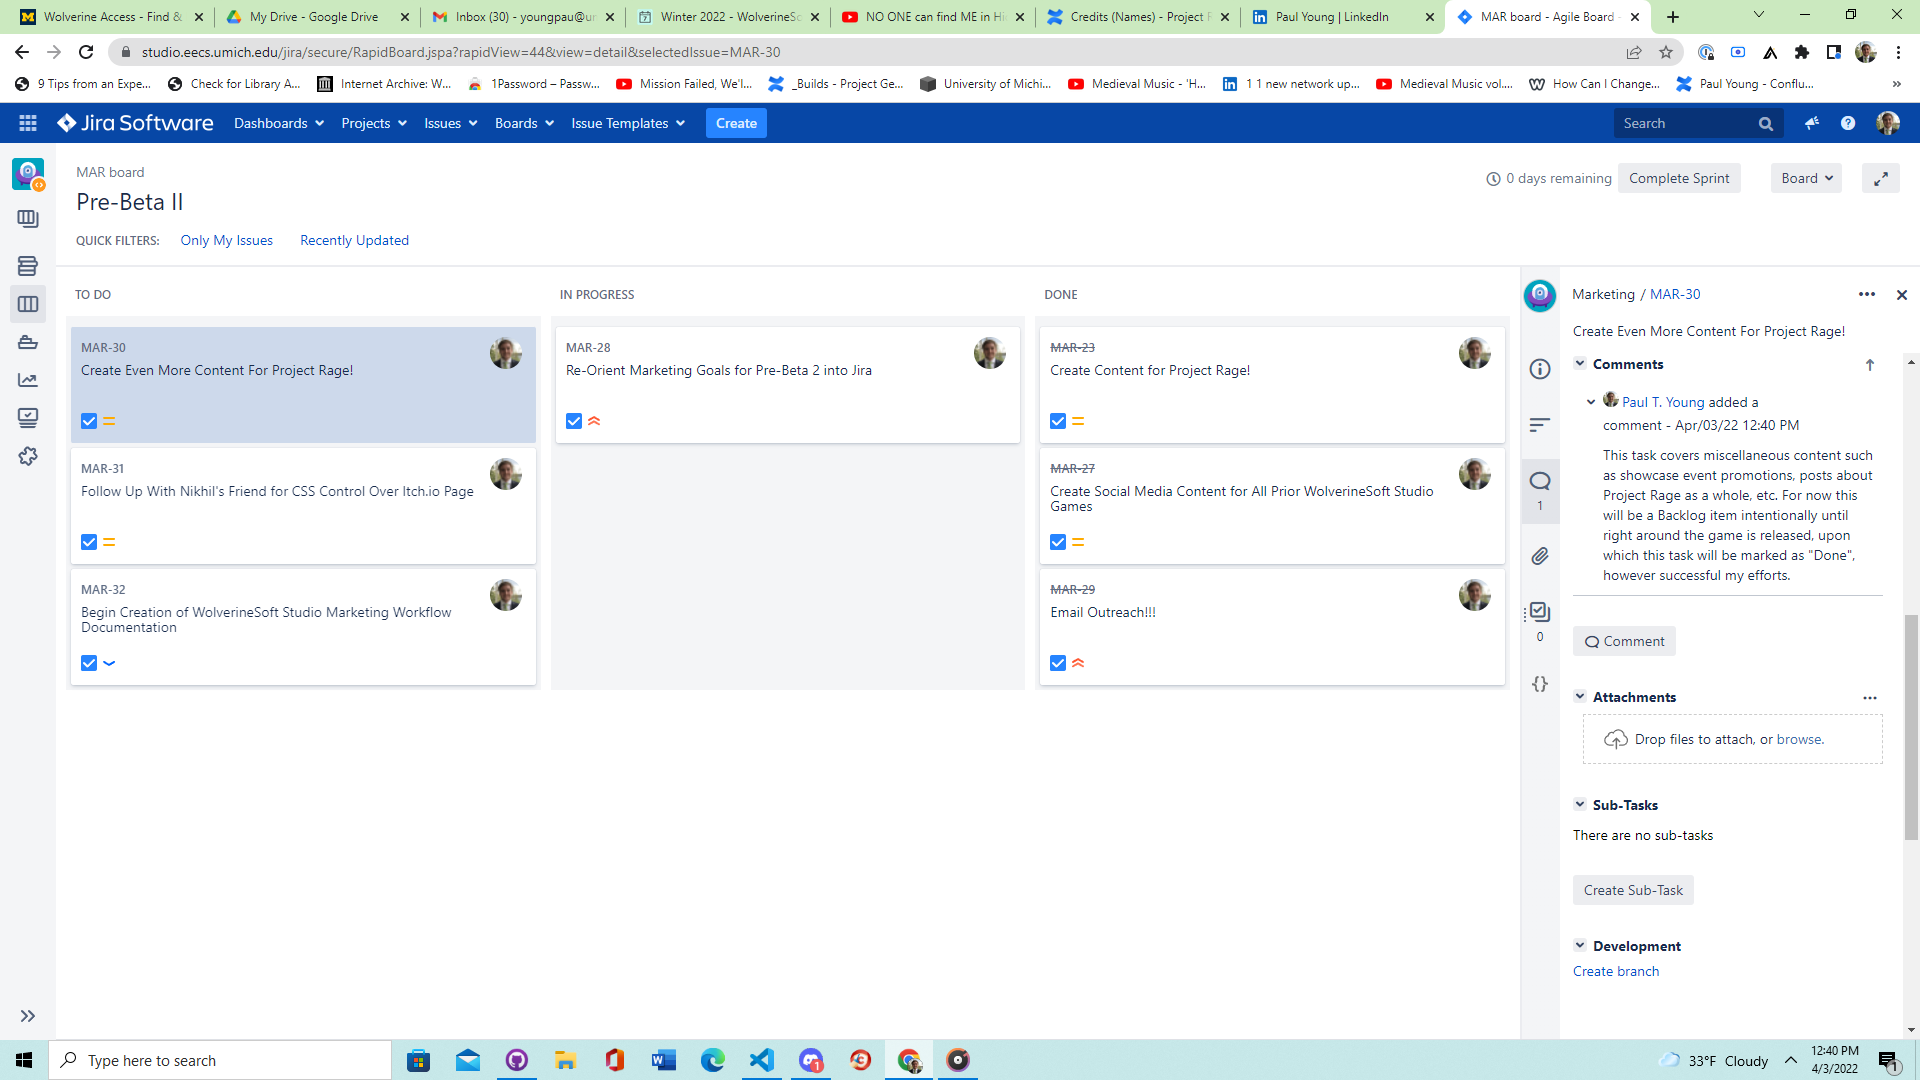 Wolverine Access - Find &
My Drive - Google Drive
Inbox (30) - youngpau@u
Winter 2022 - WolverineS
NO ONE can find ME in Hi
Credits (Names) - Project F
Paul Young | LinkedIn
MAR board - Agile Board -
studio.eecs.umich.edu/jira/secure/RapidBoard.jspa?rapidView=44&view=detail&selectedIssue=MAR-30
9 Tips from an Expe...
Check for Library A...
Internet Archive: W...
1Password – Passw...
Mission Failed, We'l...
_Builds - Project Ge...
University of Michi...
Medieval Music - 'H...
1 1 new network up...
Medieval Music vol....
How Can I Change...
Paul Young - Conflu...
»
Jira Software
Dashboards
Projects
Issues
Boards
Issue Templates
Create
Search
MAR board
Pre-Beta II
0 days remaining
Complete Sprint
Board
QUICK FILTERS:
Only My Issues
Recently Updated
TO DO
MAR-30
Create Even More Content For Project Rage!
MAR-31
Follow Up With Nikhil's Friend for CSS Control Over Itch.io Page
MAR-32
Begin Creation of WolverineSoft Studio Marketing Workflow
Documentation
IN PROGRESS
MAR-28
Re-Orient Marketing Goals for Pre-Beta 2 into Jira
DONE
MAR-23
Create Content for Project Rage!
MAR-27
Create Social Media Content for All Prior WolverineSoft Studio
Games
MAR-29
Email Outreach!!!
1
0
{}
Marketing / MAR-30
Create Even More Content For Project Rage!
Comments
Paul T. Young added a
comment - Apr/03/22 12:40 PM
This task covers miscellaneous content such
as showcase event promotions, posts about
Project Rage as a whole, etc. For now this
will be a Backlog item intentionally until
right around the game is released, upon
which this task will be marked as "Done",
however successful my efforts.
Comment
Attachments
Drop files to attach, or browse.
Sub-Tasks
There are no sub-tasks
Create Sub-Task
Development
Create branch
Type here to search
1
33°F Cloudy
12:40 PM
4/3/2022
1